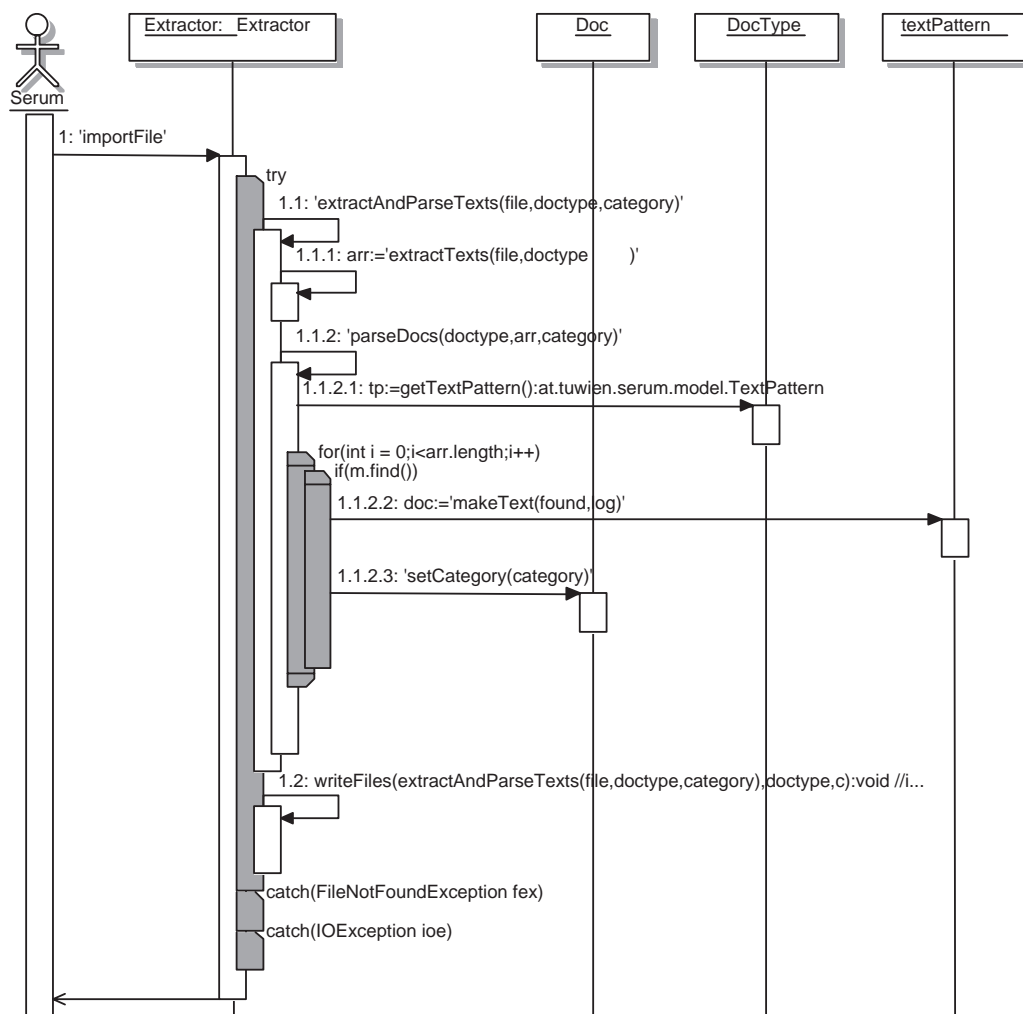 Extractor: Extractor
Doc
DocType
textPattern
Serum
1: 'importFile'
try
1.1: 'extractAndParseTexts(file,doctype,category)'
1.1.1: arr:='extractTexts(file,doctype )'
1.1.2: 'parseDocs(doctype,arr,category)'
1.1.2.1: tp:=getTextPattern():at.tuwien.serum.model.TextPattern
for(int i = 0;i<arr.length;i++)
if(m.find())
1.1.2.2: doc:='makeText(found,log)'
1.1.2.3: 'setCategory(category)'
1.2: writeFiles(extractAndParseTexts(file,doctype,category),doctype,c):void //i...
catch(FileNotFoundException fex)
catch(IOException ioe)